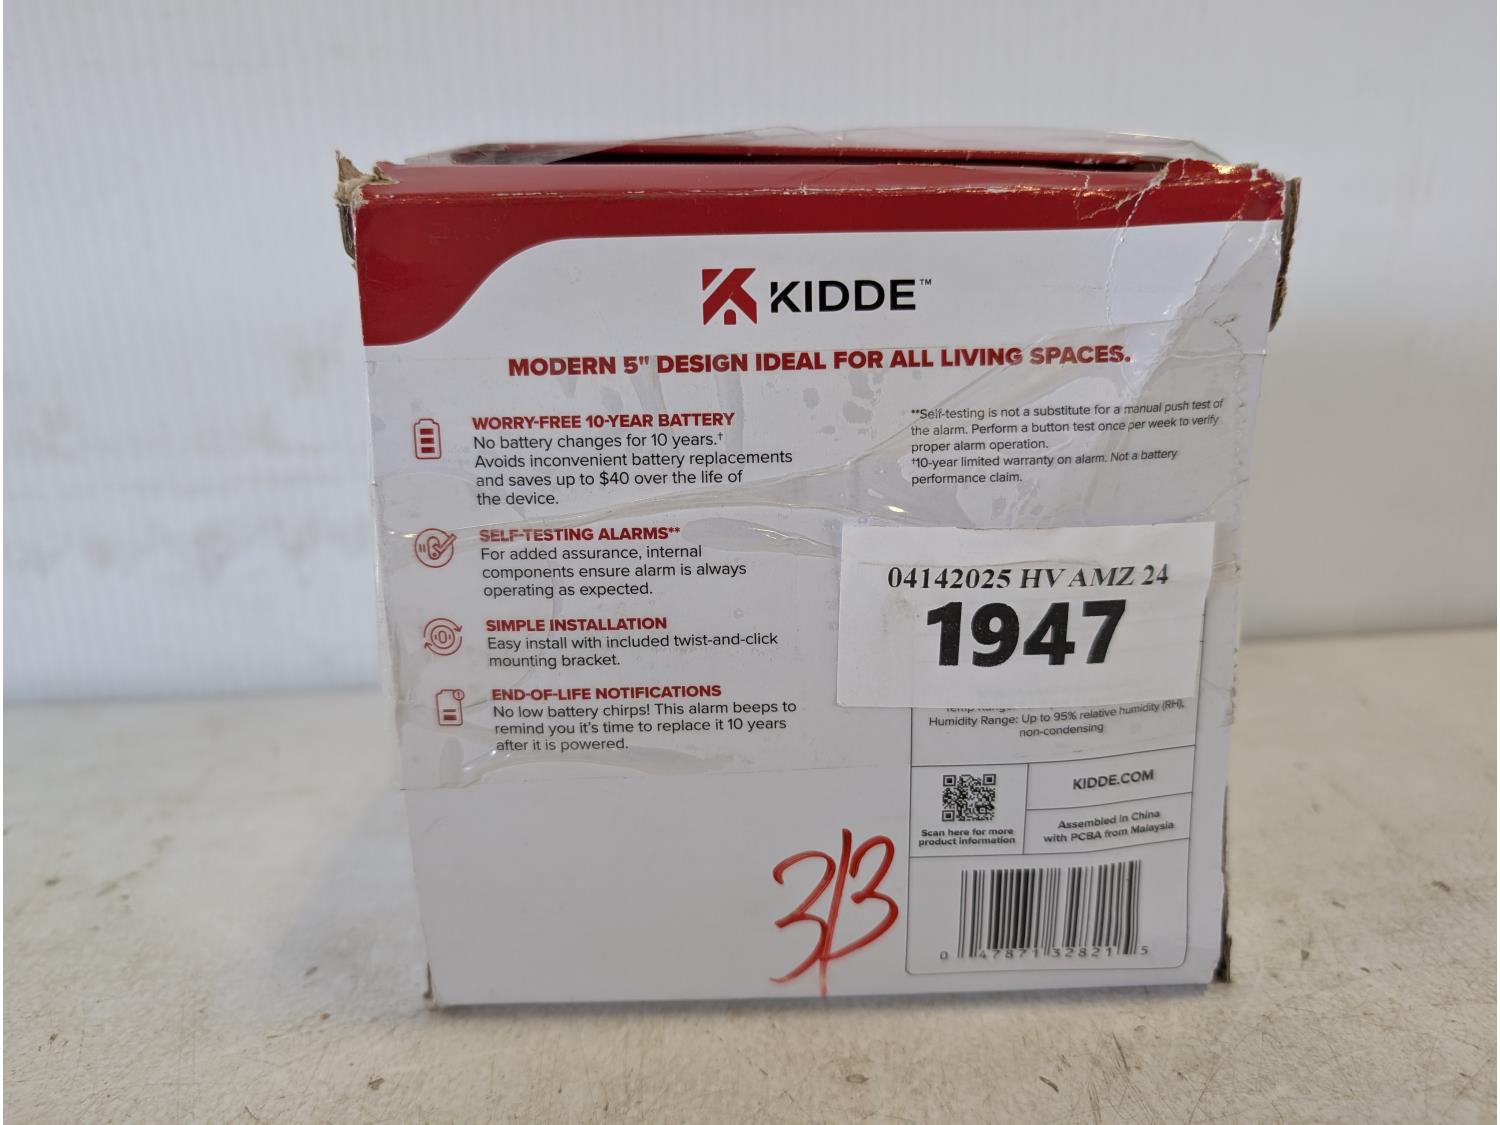 KIDDE™
MODERN 5" DESIGN IDEAL FOR ALL LIVING SPACES.
WORRY-FREE 10-YEAR BATTERY
No battery changes for 10 years.†
Avoids inconvenient battery replacements
and saves up to $40 over the life of
the device.
SELF-TESTING ALARMS**
For added assurance, internal
components ensure alarm is always
operating as expected.
SIMPLE INSTALLATION
Easy install with included twist-and-click
mounting bracket.
END-OF-LIFE NOTIFICATIONS
No low battery chirps! This alarm beeps to
remind you it's time to replace it 10 years
after it is powered.
**Self-testing is not a substitute for a manual push test of
the alarm. Perform a button test once per week to verify
proper alarm operation.
†10-year limited warranty on alarm. Not a battery
performance claim.
04142025 HV AMZ 24
1947
Humidity Range: Up to 95% relative humidity (RH),
non-condensing
Scan here for more
product information
KIDDE.COM
Assembled in China
with PCBA from Malaysia
3/3
0 47871 32821 5